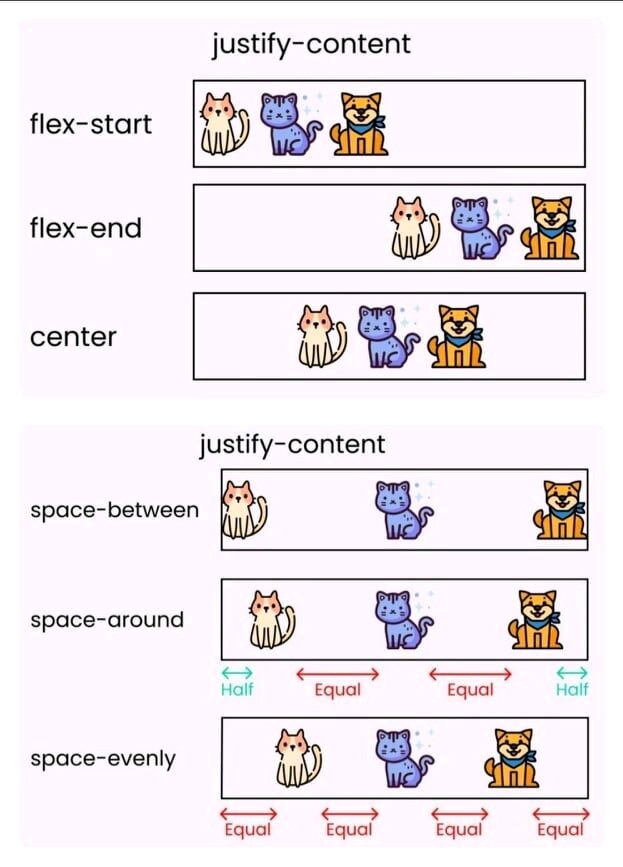 justify-content
flex-start
flex-end
center
justify-content
space-between
space-around
Half Equal Equal Half
space-evenly
Equal Equal Equal Equal